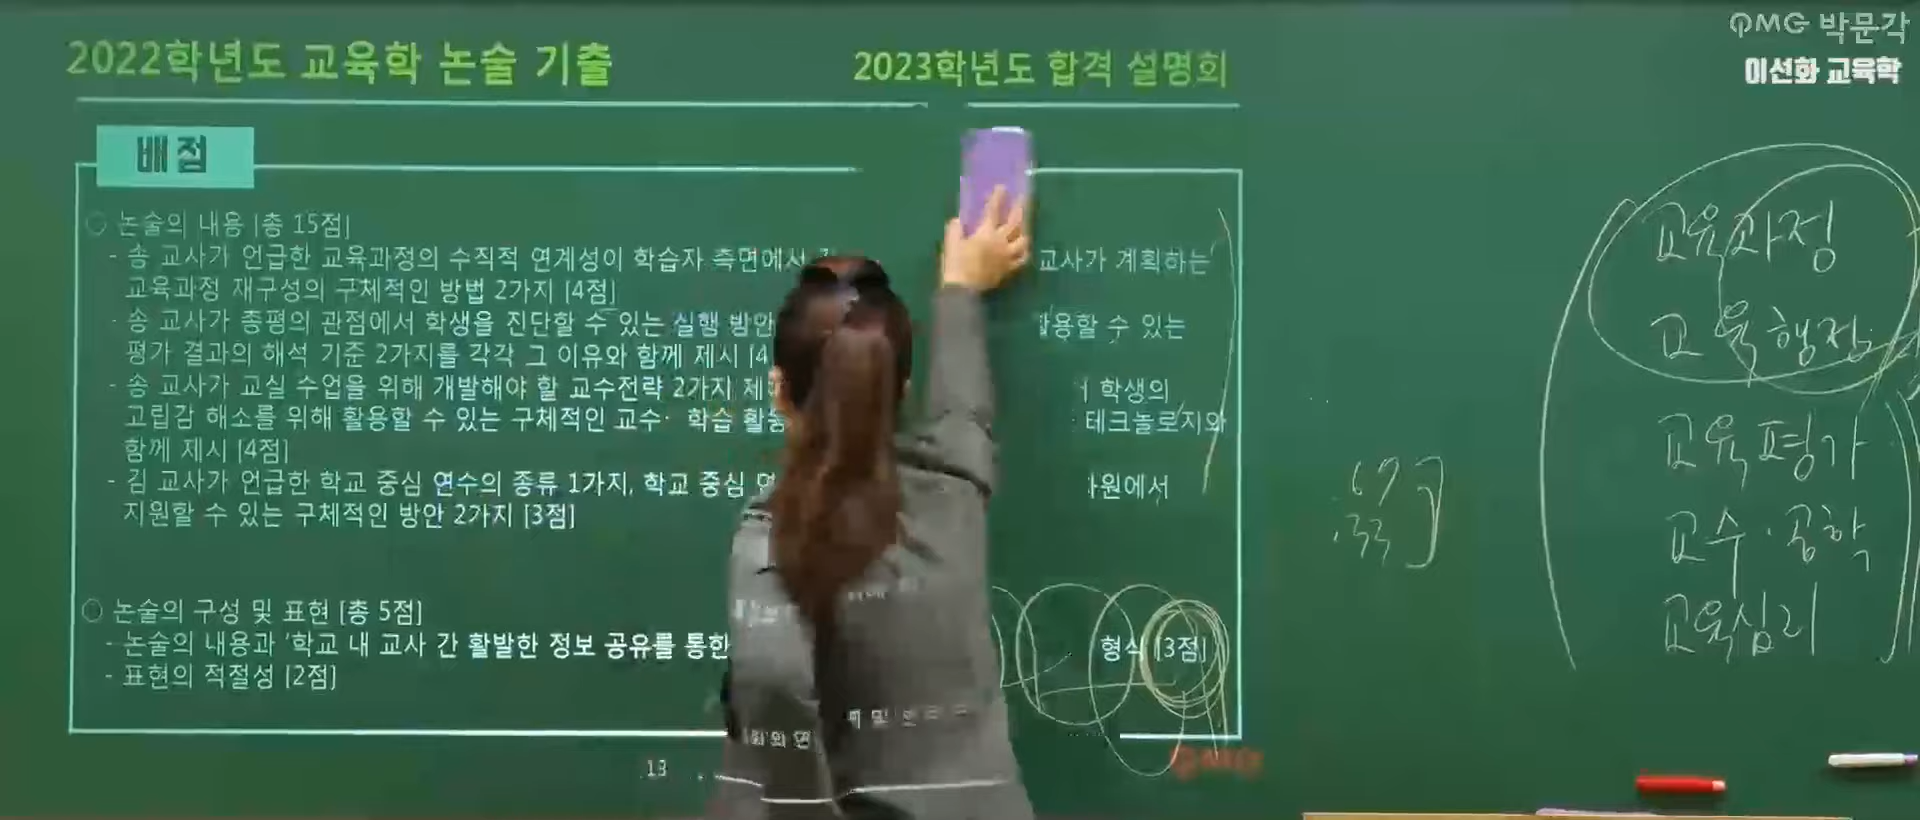 PMG 박문각
이선화 교육학
2022학년도 교육학 논술 기출
2023학년도 합격 설명회
배점
○ 논술의 내용 [총 15점]
- 송 교사가 언급한 교육과정의 수직적 연계성이 학습자 측면에서 교사가 계획하는
교육과정 재구성의 구체적인 방법 2가지 [4점]
- 송 교사가 총평의 관점에서 학생을 진단할 수 있는 실행 방안 활용할 수 있는
평가 결과의 해석 기준 2가지를 각각 그 이유와 함께 제시 [4
- 송 교사가 교실 수업을 위해 개발해야 할 교수전략 2가지 학생의
고립감 해소를 위해 활용할 수 있는 구체적인 교수· 학습 활동 테크놀로지와
함께 제시 [4점]
- 김 교사가 언급한 학교 중심 연수의 종류 1가지, 학교 중심 원에서
지원할 수 있는 구체적인 방안 2가지 [3점]
○ 논술의 구성 및 표현 [총 5점]
- 논술의 내용과 '학교 내 교사 간 활발한 정보 공유를 통한 형식 [3점]
- 표현의 적절성 [2점]
13
교육과정
교육행정
교육평가
교수·공학
교육심리
.67
.33